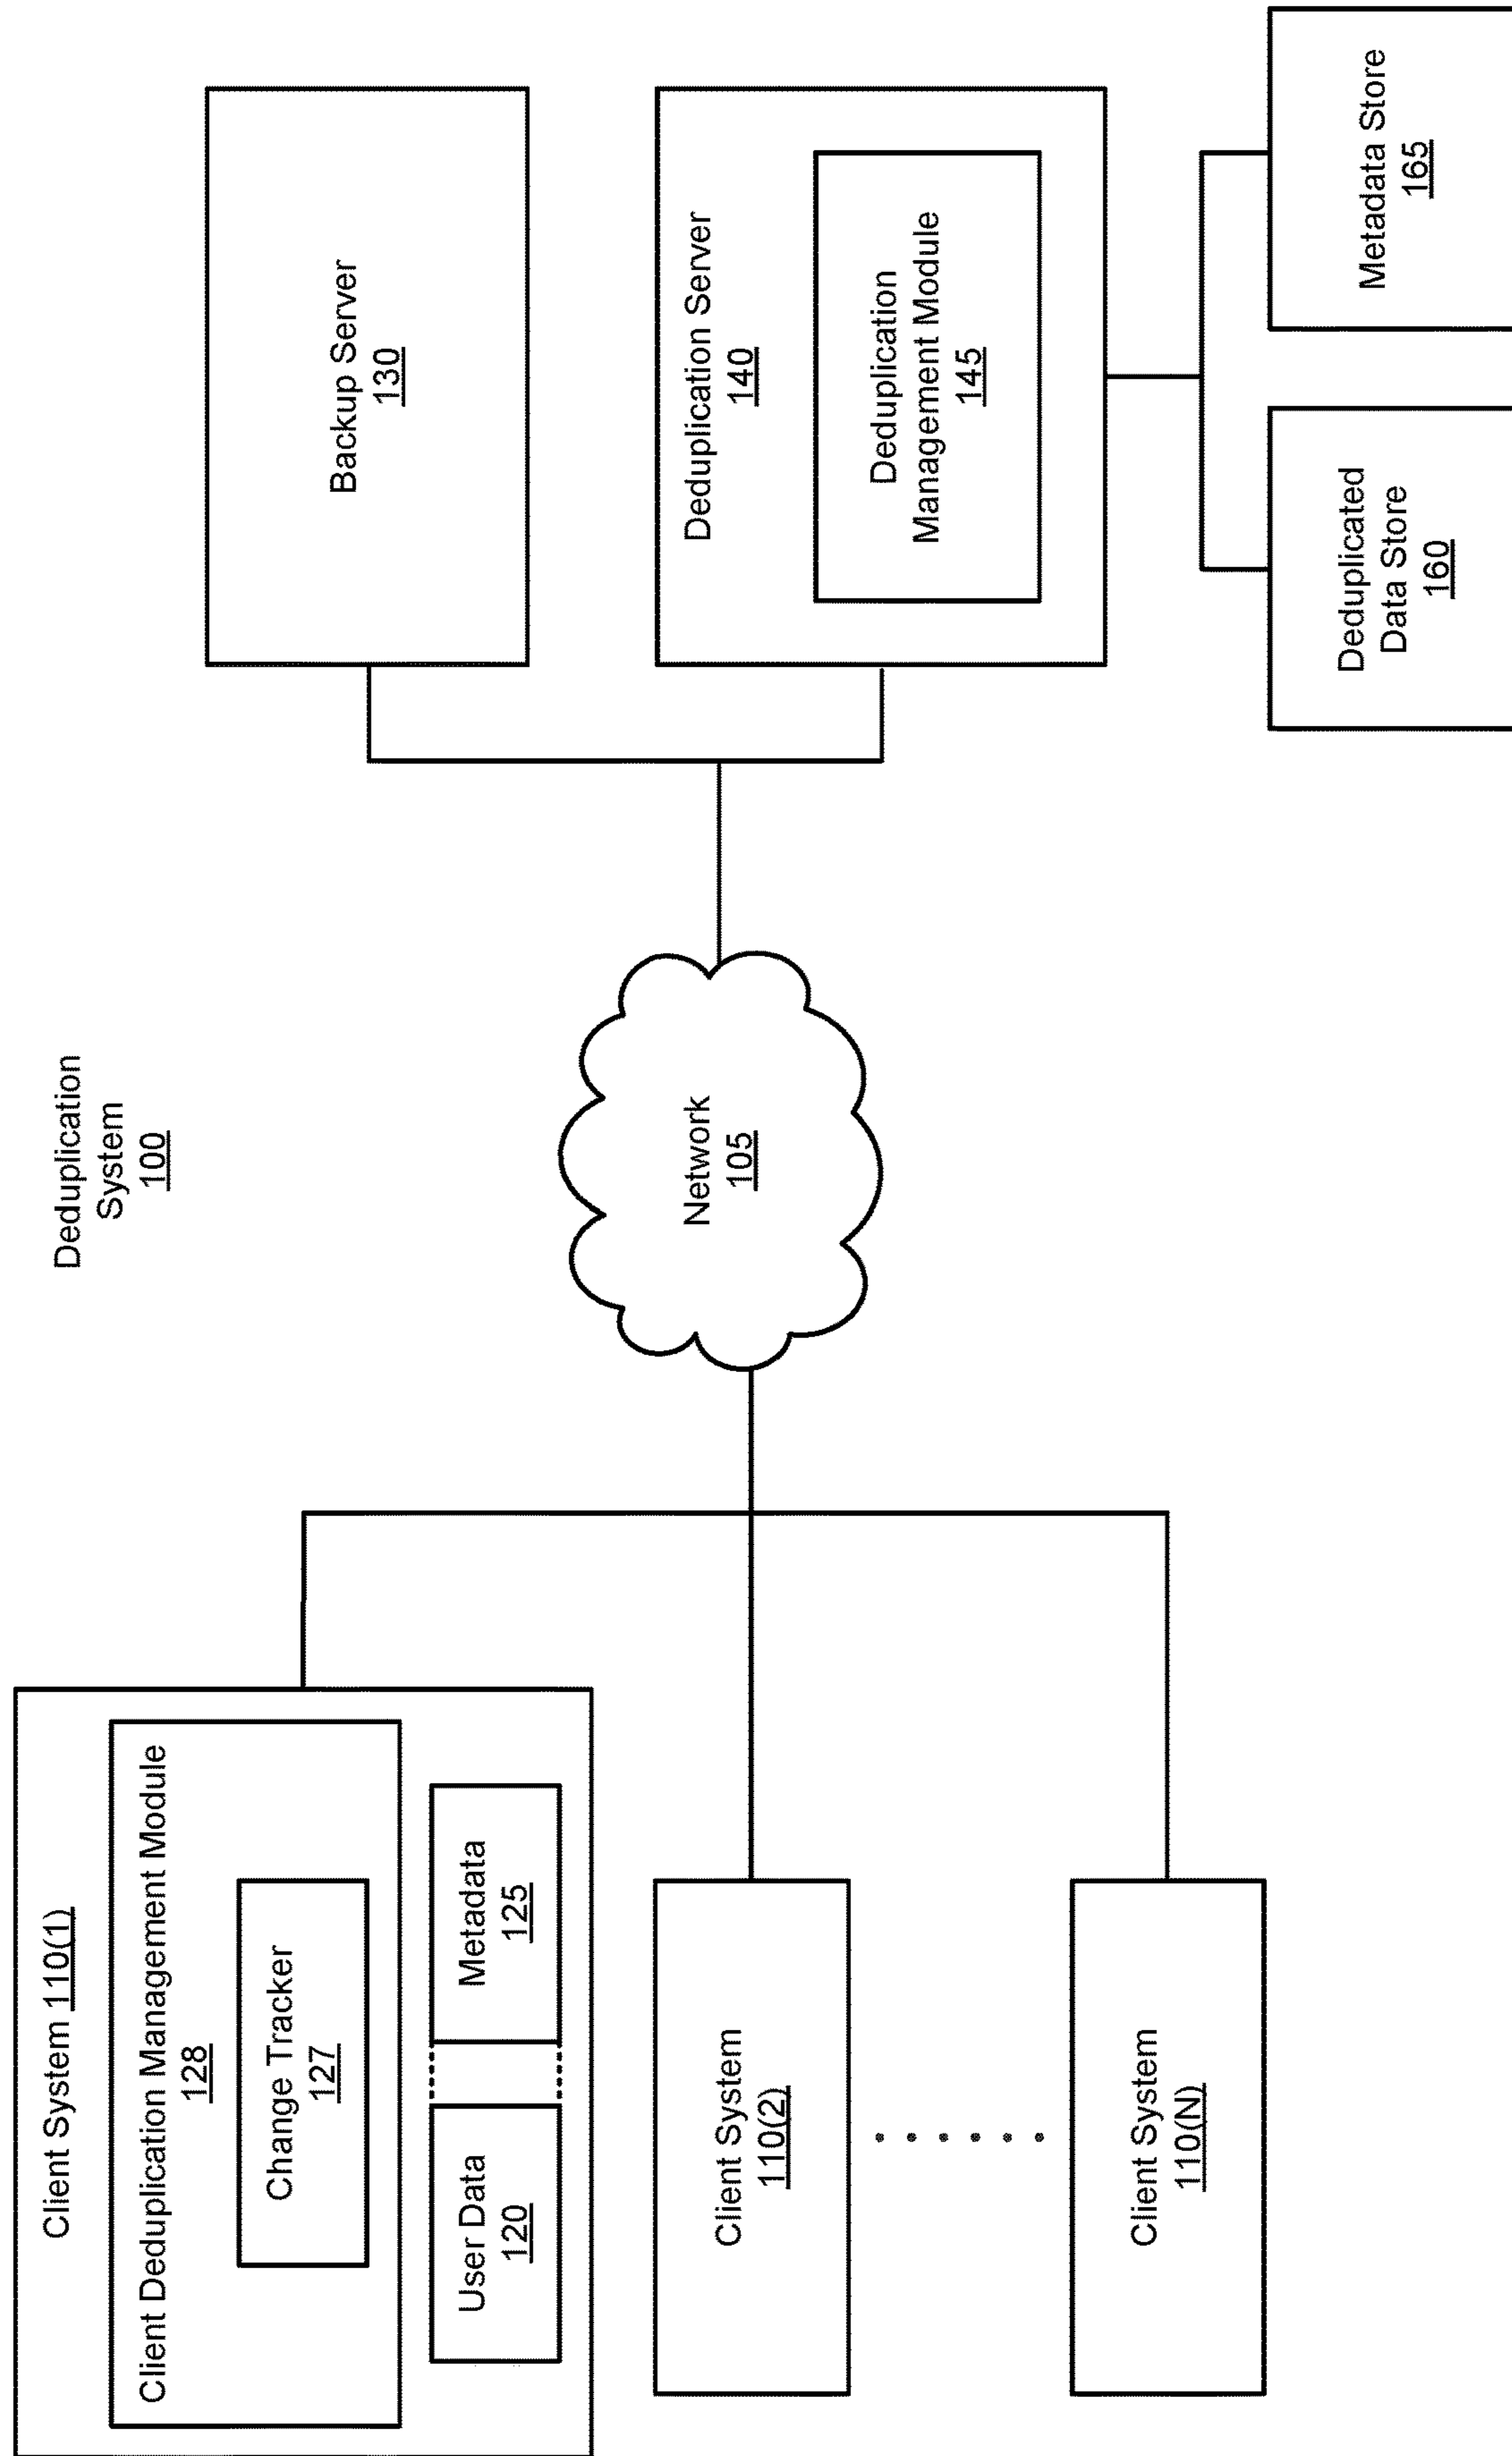 Deduplication
System
100
Client System 110(1)
Client Deduplication Management Module
128
Change Tracker
127
User Data
120
Metadata
125
Client System
110(2)
Client System
110(N)
Network
105
Backup Server
130
Deduplication Server
140
Deduplication
Management Module
145
Deduplicated
Data Store
160
Metadata Store
165